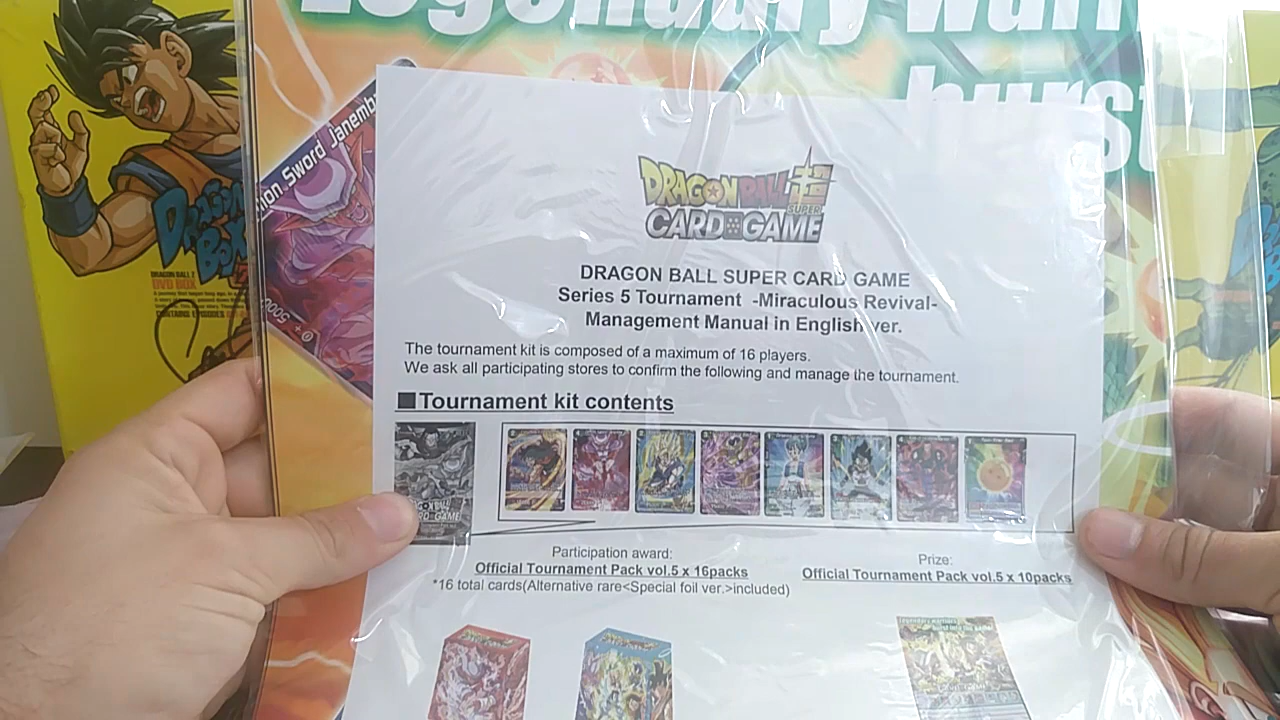 Legendary
burst
DRAGON BOX
DRAGON BALL Z
DVD BOX
Sword Janemb
5000
DRAGON BALL
SUPER
CARD GAME
DRAGON BALL SUPER CARD GAME
Series 5 Tournament -Miraculous Revival-
Management Manual in English ver.
The tournament kit is composed of a maximum of 16 players.
We ask all participating stores to confirm the following and manage the tournament.
■Tournament kit contents
Participation award:
Official Tournament Pack vol.5 x 16packs
*16 total cards(Alternative rare<Special foil ver.>included)
Prize:
Official Tournament Pack vol.5 x 10packs